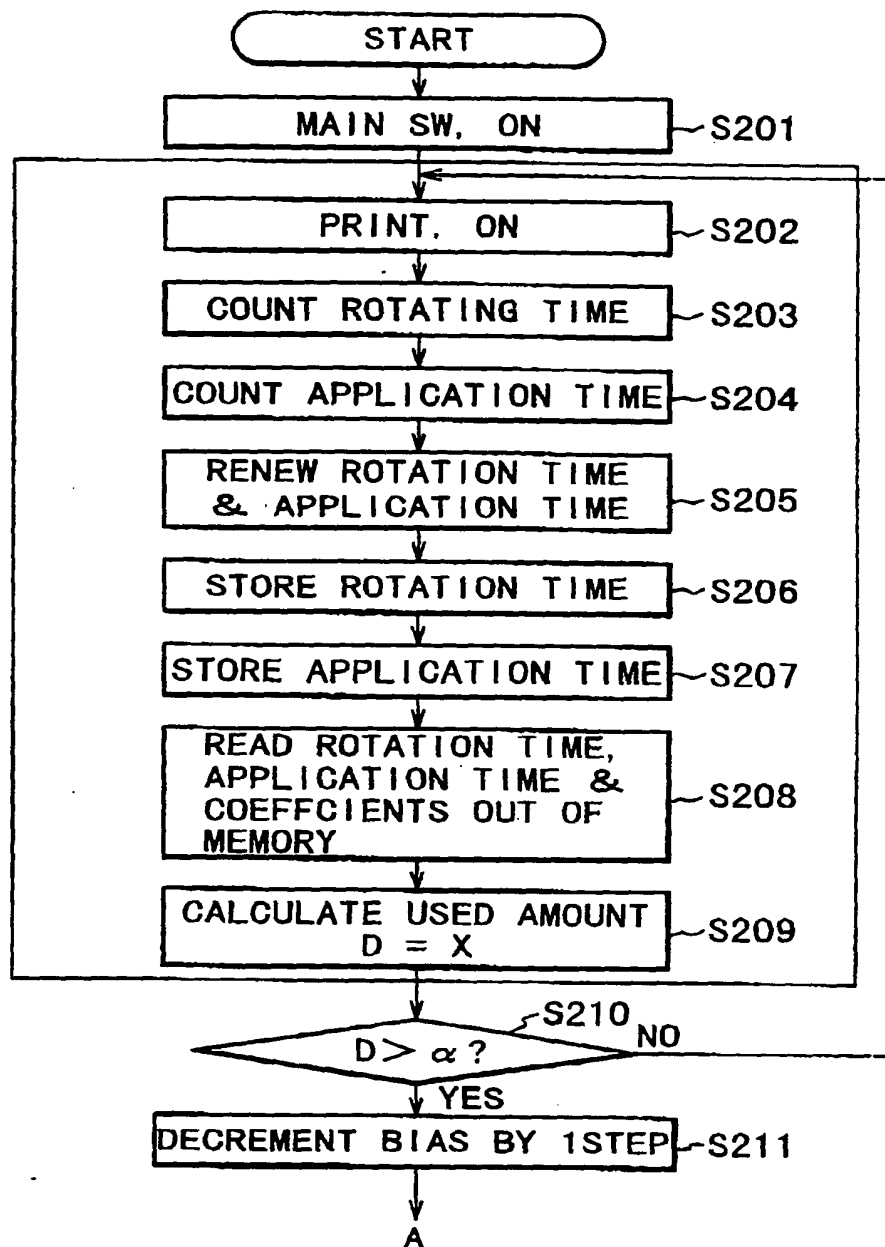 START
MAIN SW. ON
S201
PRINT. ON
S202
COUNT ROTATING TIME
S203
COUNT APPLICATION TIME
S204
RENEW ROTATION TIME
& APPLICATION TIME
S205
STORE ROTATION TIME
S206
STORE APPLICATION TIME
S207
READ ROTATION TIME,
APPLICATION TIME &
COEFFCIENTS OUT OF
MEMORY
S208
CALCULATE USED AMOUNT
D = X
S209
S210
D > α ?
NO
YES
DECREMENT BIAS BY 1STEP
S211
A